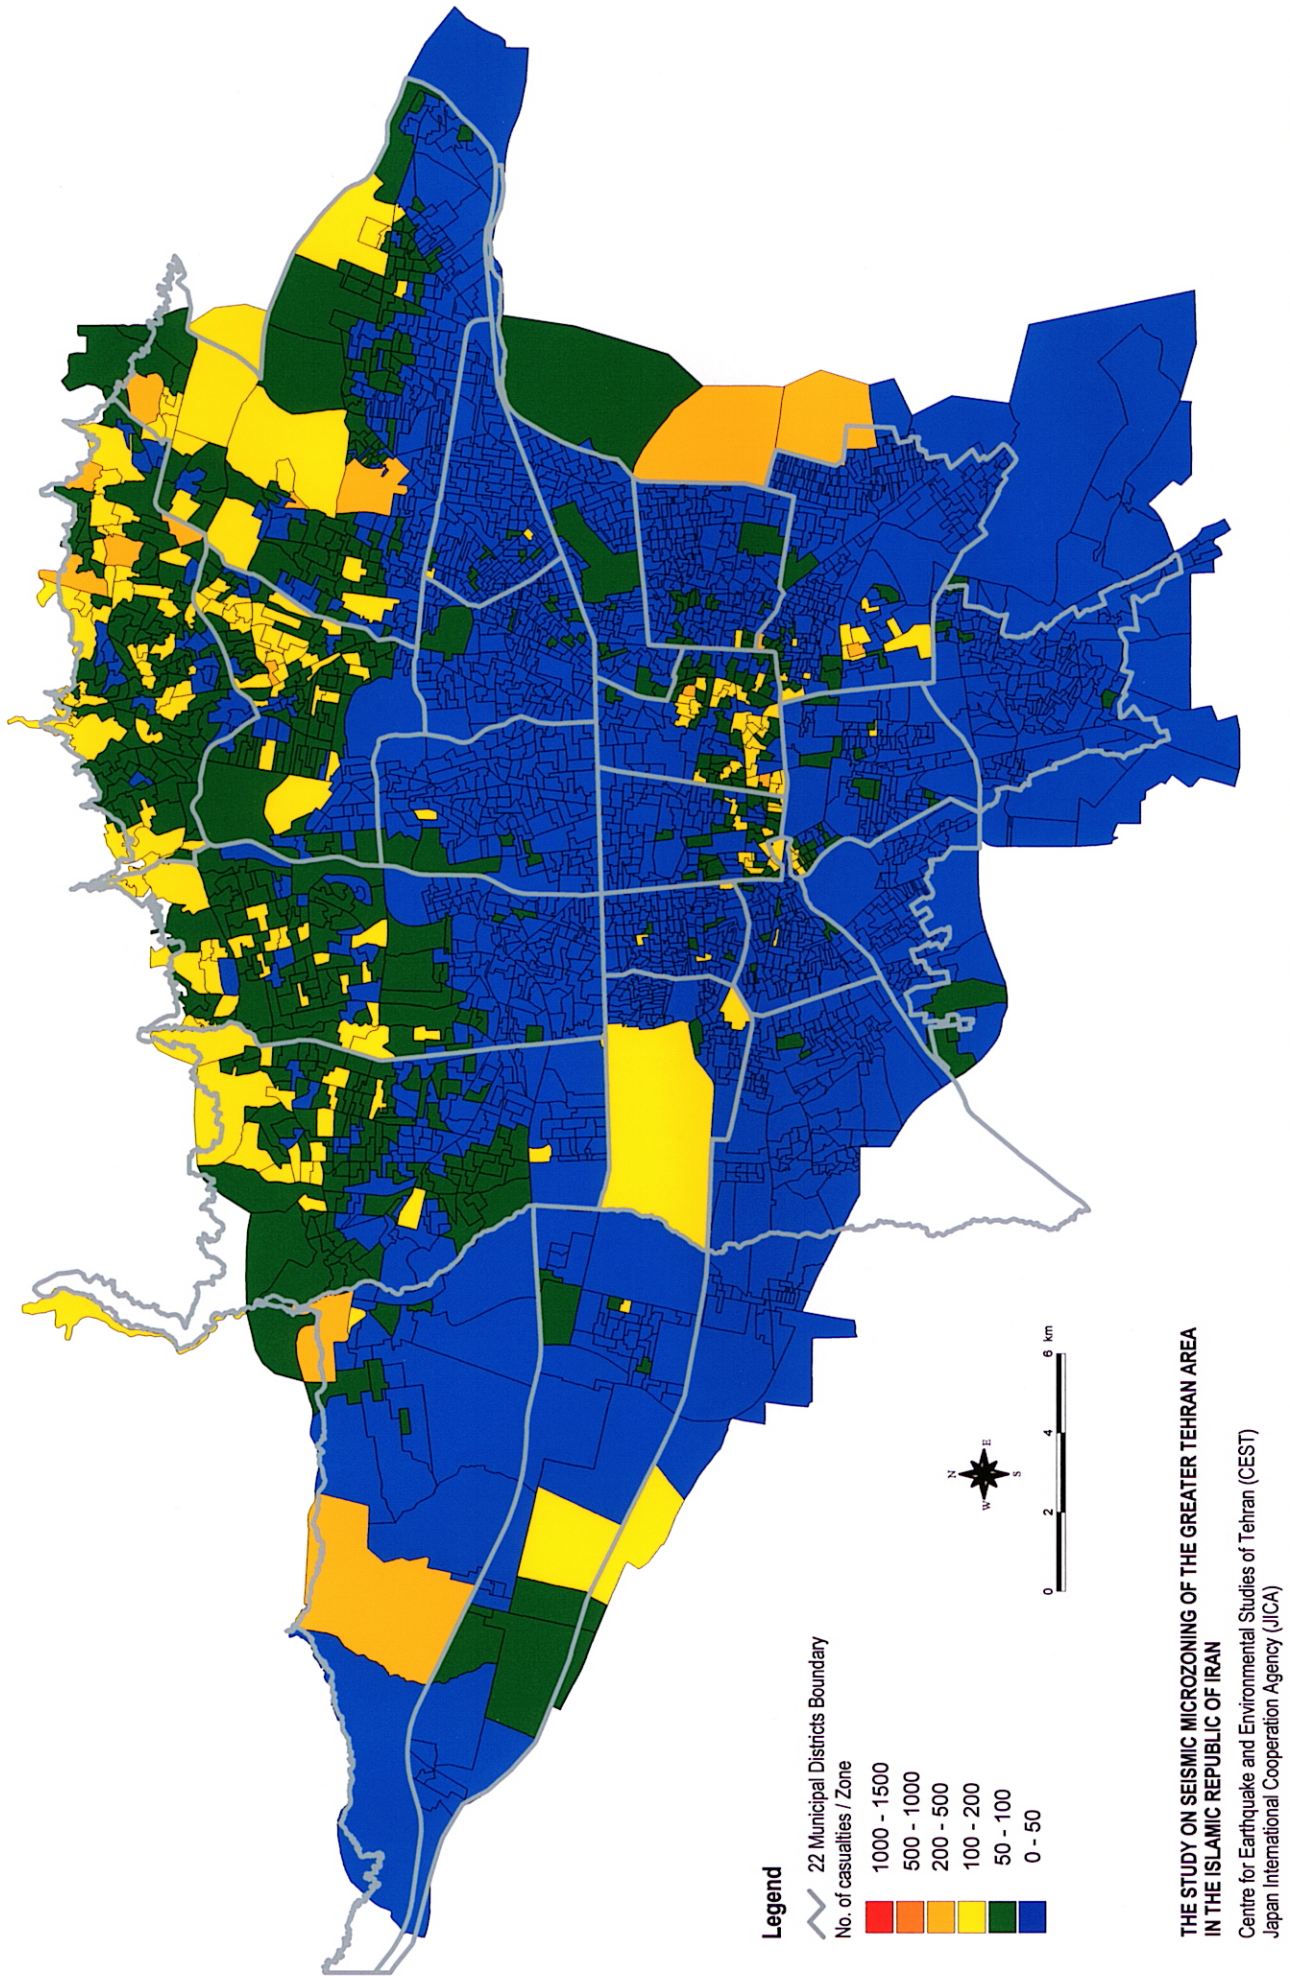 Legend
22 Municipal Districts Boundary
No. of casualties / Zone
1000 - 1500
500 - 1000
200 - 500
100 - 200
50 - 100
0 - 50
N
W
E
S
0 2 4 6 km
THE STUDY ON SEISMIC MICROZONING OF THE GREATER TEHRAN AREA
IN THE ISLAMIC REPUBLIC OF IRAN
Centre for Earthquake and Environmental Studies of Tehran (CEST)
Japan International Cooperation Agency (JICA)